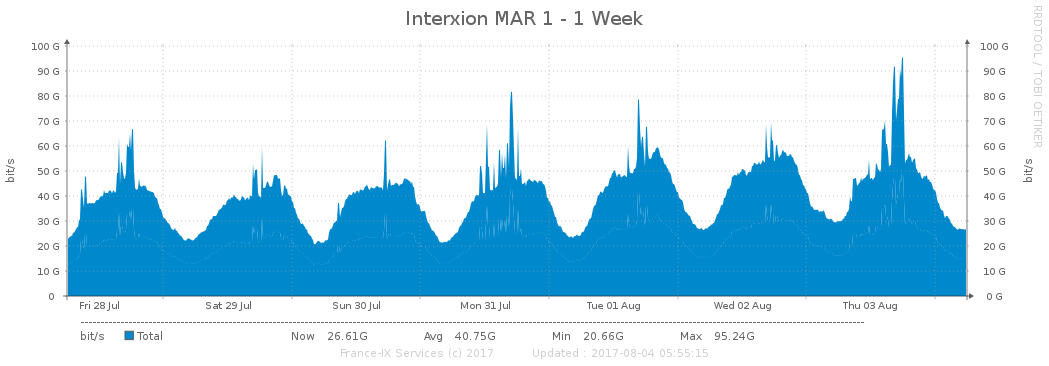 Interxion MAR 1 - 1 Week
RRDTOOL / TOBI OETIKER
bit/s
100 G
90 G
80 G
70 G
60 G
50 G
40 G
30 G
20 G
10 G
0
100 G
90 G
80 G
70 G
60 G
50 G
40 G
30 G
20 G
10 G
0 G
bit/s
Fri 28 Jul Sat 29 Jul Sun 30 Jul Mon 31 Jul Tue 01 Aug Wed 02 Aug Thu 03 Aug
bit/s Total Now 26.61G Avg 40.75G Min 20.66G Max 95.24G
France-IX Services (c) 2017 Updated : 2017-08-04 05:55:15